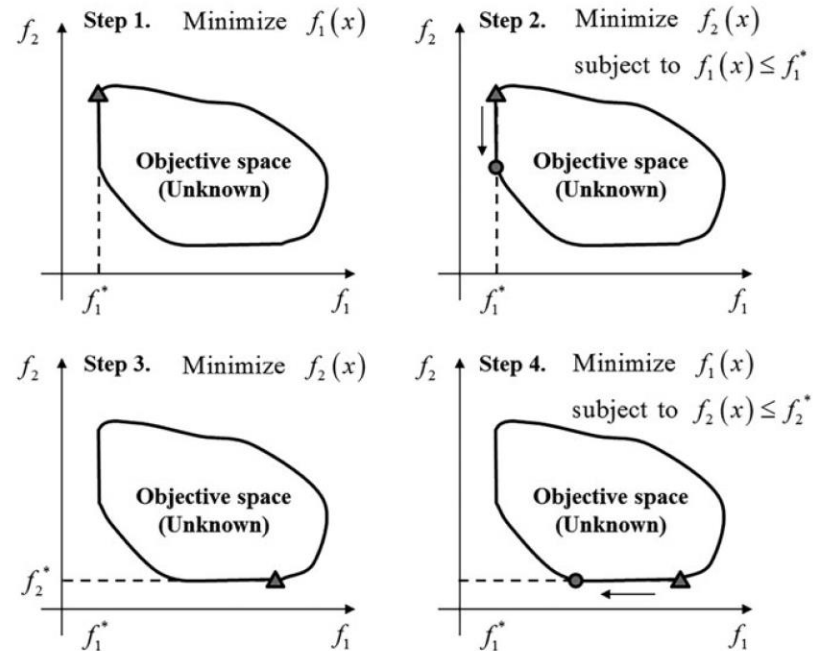 f₂ Step 1. Minimize f₁(x)
Objective space
(Unknown)
f₁*
f₁
f₂ Step 2. Minimize f₂(x)
subject to f₁(x) ≤ f₁*
Objective space
(Unknown)
f₁*
f₁
f₂ Step 3. Minimize f₂(x)
Objective space
(Unknown)
f₂*
f₁*
f₁
f₂ Step 4. Minimize f₁(x)
subject to f₂(x) ≤ f₂*
Objective space
(Unknown)
f₁*
f₁